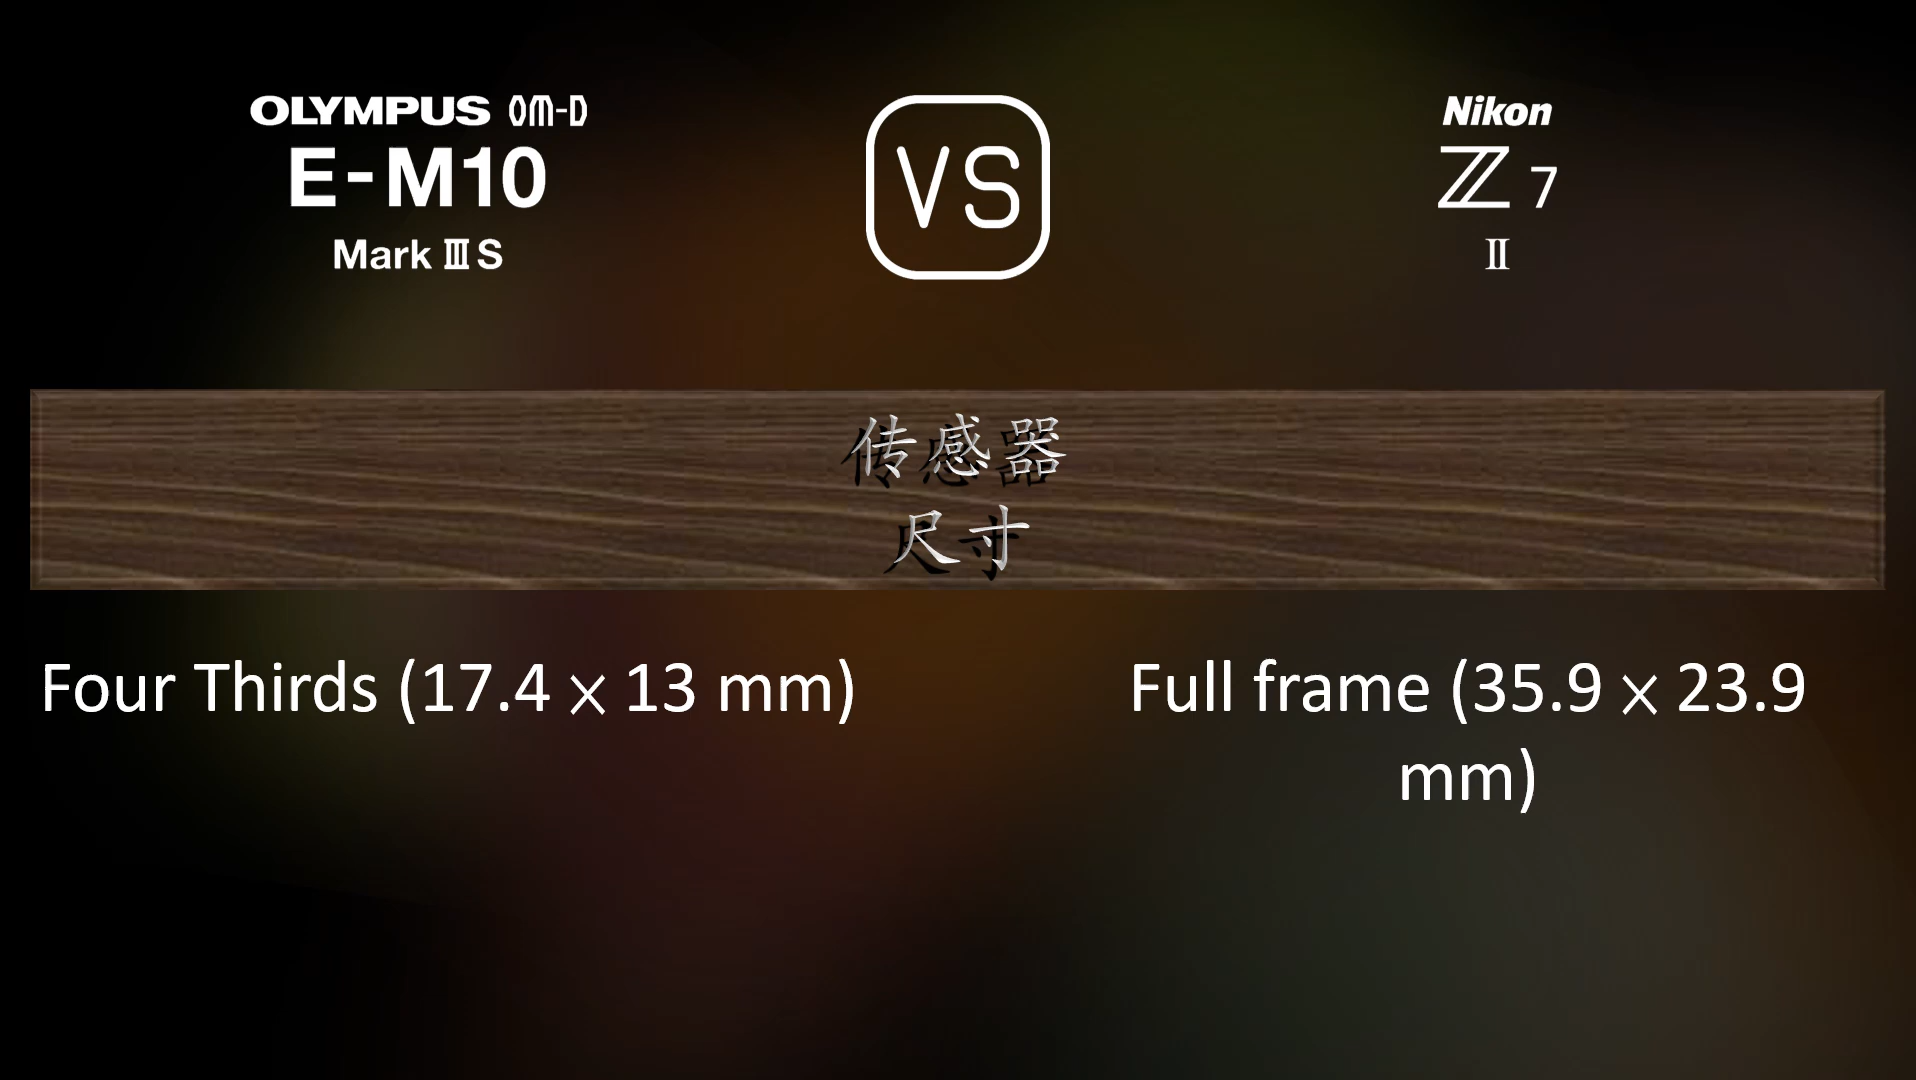 OLYMPUS OM-D
E-M10
Mark III S
VS
Nikon
Z 7
II
传感器
尺寸
Four Thirds (17.4 x 13 mm)
Full frame (35.9 x 23.9
mm)